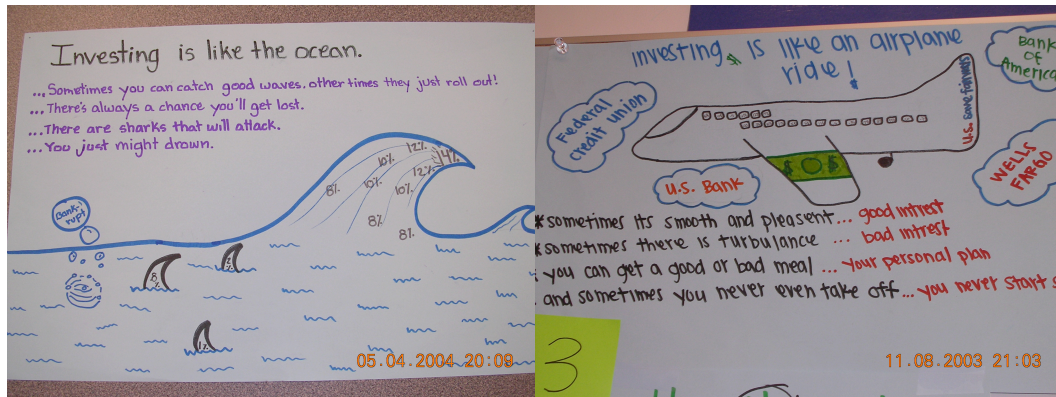 Investing is like the ocean.
...Sometimes you can catch good waves, other times they just roll out!
...There's always a chance you'll get lost.
...There are sharks that will attack.
...You just might drown.
Bank-
rupt
8%
10%
12%
14%
10%
10%
12%
8%
8%
8%
1%
05.04.2004 20:09
Investing is like an airplane
ride!
Bank
of
America
Federal
credit union
U.S. Bank
U.S. Save fairways
$ O $
WELLS
FARGO
*sometimes its smooth and pleasent... good intrest
*sometimes there is turbulance ... bad intrest
you can get a good or bad meal ... your personal plan
and sometimes you never even take off... you never start
3
11.08.2003 21:03